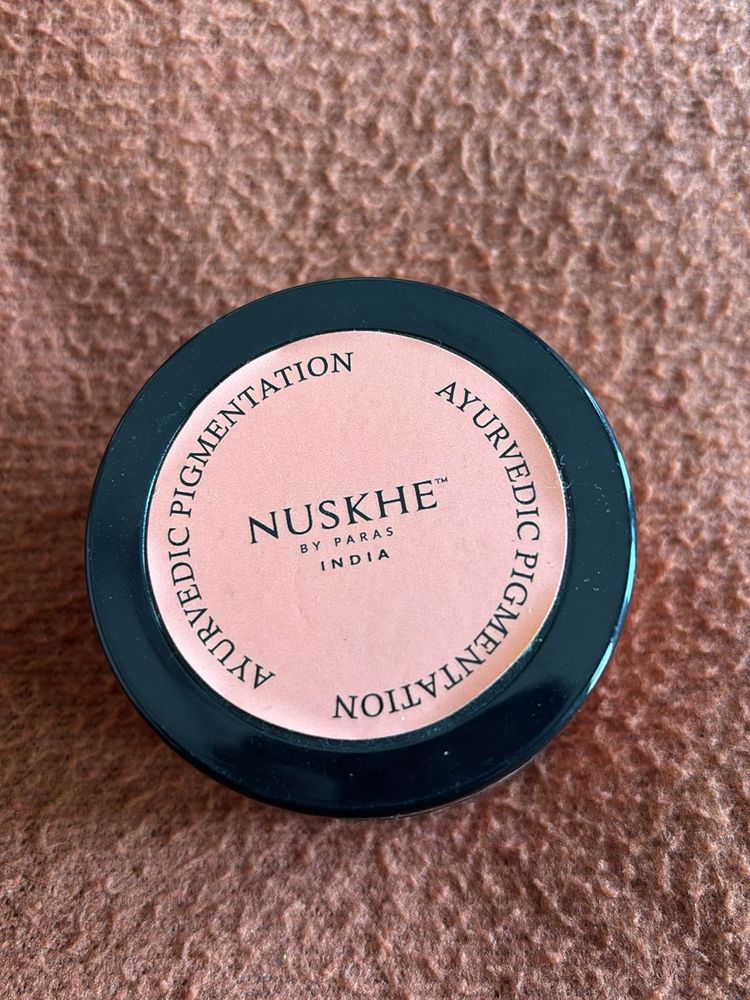 AYURVEDIC PIGMENTATION
AYURVEDIC PIGMENTATION
NUSKHE™
BY PARAS
INDIA